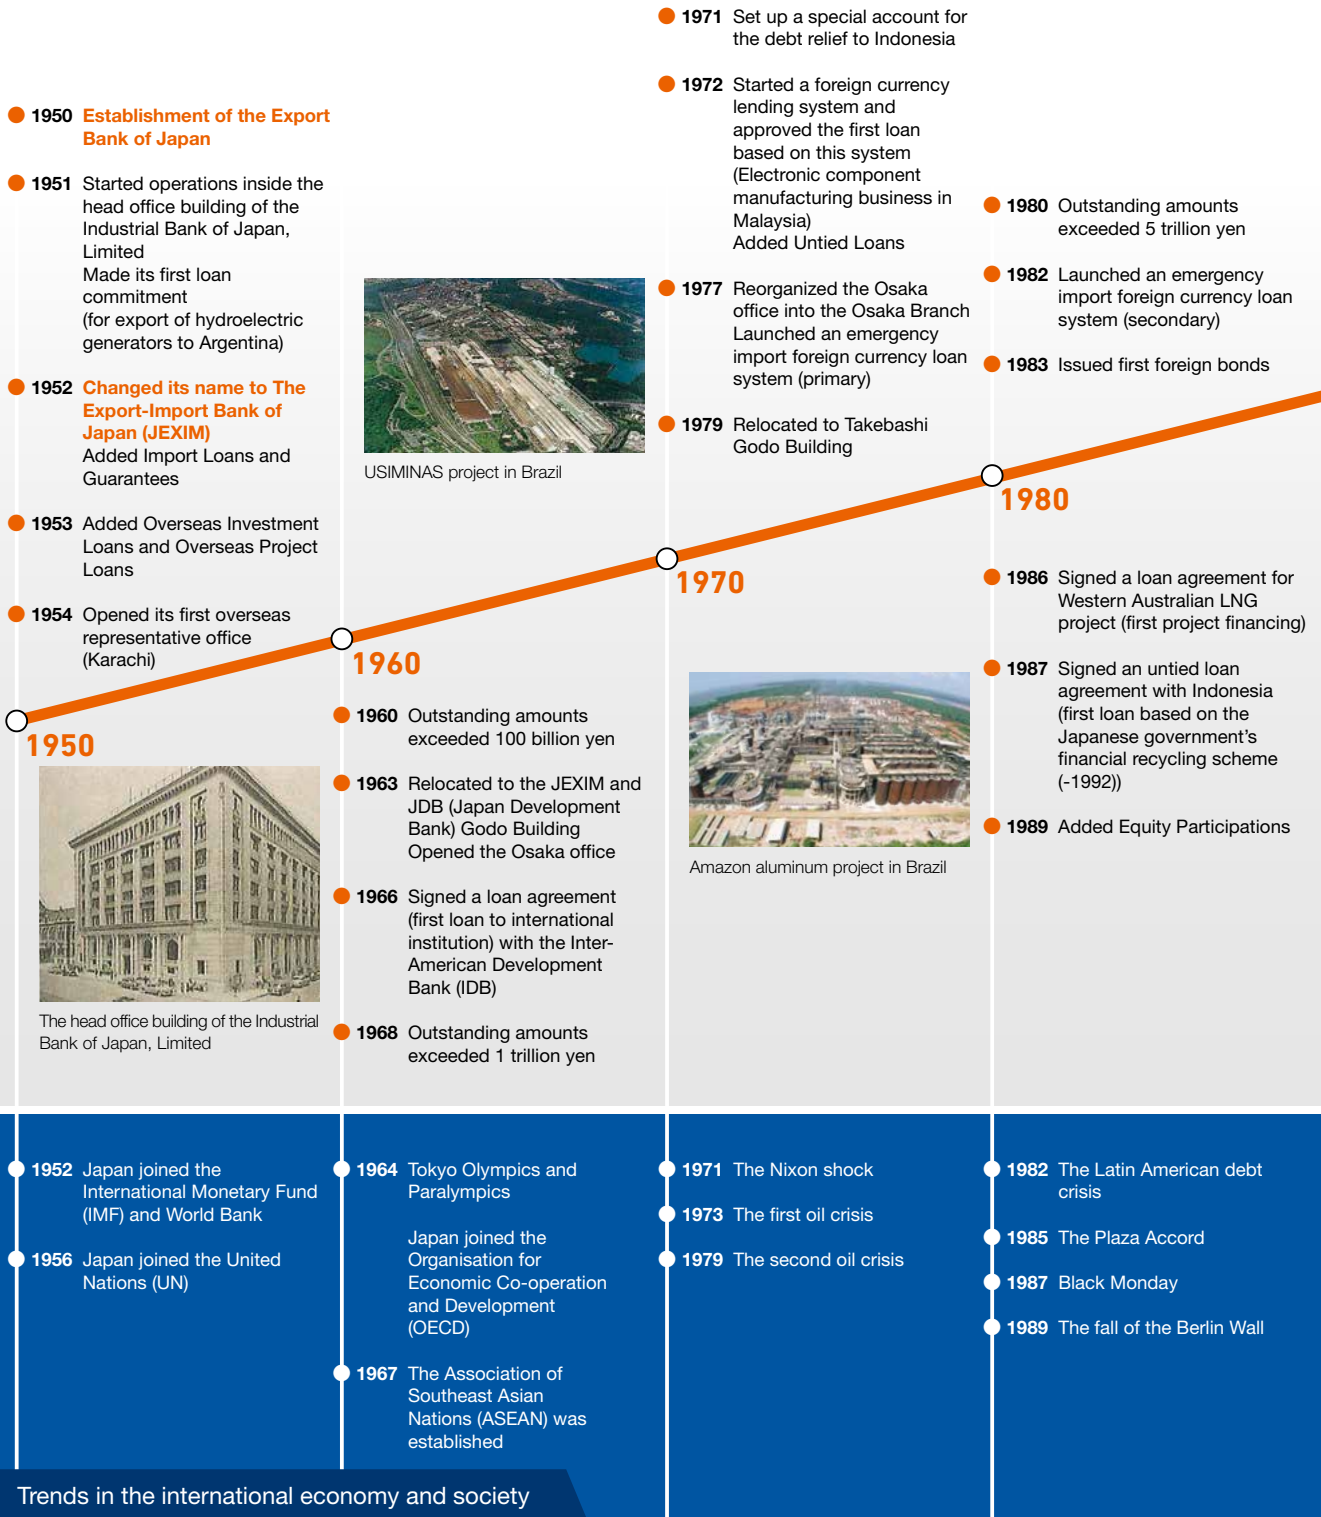 1950 Establishment of the Export
Bank of Japan
1951 Started operations inside the
head office building of the
Industrial Bank of Japan,
Limited
Made its first loan
commitment
(for export of hydroelectric
generators to Argentina)
1952 Changed its name to The
Export-Import Bank of
Japan (JEXIM)
Added Import Loans and
Guarantees
1953 Added Overseas Investment
Loans and Overseas Project
Loans
1954 Opened its first overseas
representative office
(Karachi)
1950
The head office building of the Industrial
Bank of Japan, Limited
USIMINAS project in Brazil
1960
1960 Outstanding amounts
exceeded 100 billion yen
1963 Relocated to the JEXIM and
JDB (Japan Development
Bank) Godo Building
Opened the Osaka office
1966 Signed a loan agreement
(first loan to international
institution) with the Inter-
American Development
Bank (IDB)
1968 Outstanding amounts
exceeded 1 trillion yen
1971 Set up a special account for
the debt relief to Indonesia
1972 Started a foreign currency
lending system and
approved the first loan
based on this system
(Electronic component
manufacturing business in
Malaysia)
Added Untied Loans
1977 Reorganized the Osaka
office into the Osaka Branch
Launched an emergency
import foreign currency loan
system (primary)
1979 Relocated to Takebashi
Godo Building
1970
Amazon aluminum project in Brazil
1980 Outstanding amounts
exceeded 5 trillion yen
1982 Launched an emergency
import foreign currency loan
system (secondary)
1983 Issued first foreign bonds
1980
1986 Signed a loan agreement for
Western Australian LNG
project (first project financing)
1987 Signed an untied loan
agreement with Indonesia
(first loan based on the
Japanese government’s
financial recycling scheme
(-1992))
1989 Added Equity Participations
1952 Japan joined the
International Monetary Fund
(IMF) and World Bank
1956 Japan joined the United
Nations (UN)
1964 Tokyo Olympics and
Paralympics
Japan joined the
Organisation for
Economic Co-operation
and Development
(OECD)
1967 The Association of
Southeast Asian
Nations (ASEAN) was
established
1971 The Nixon shock
1973 The first oil crisis
1979 The second oil crisis
1982 The Latin American debt
crisis
1985 The Plaza Accord
1987 Black Monday
1989 The fall of the Berlin Wall
Trends in the international economy and society